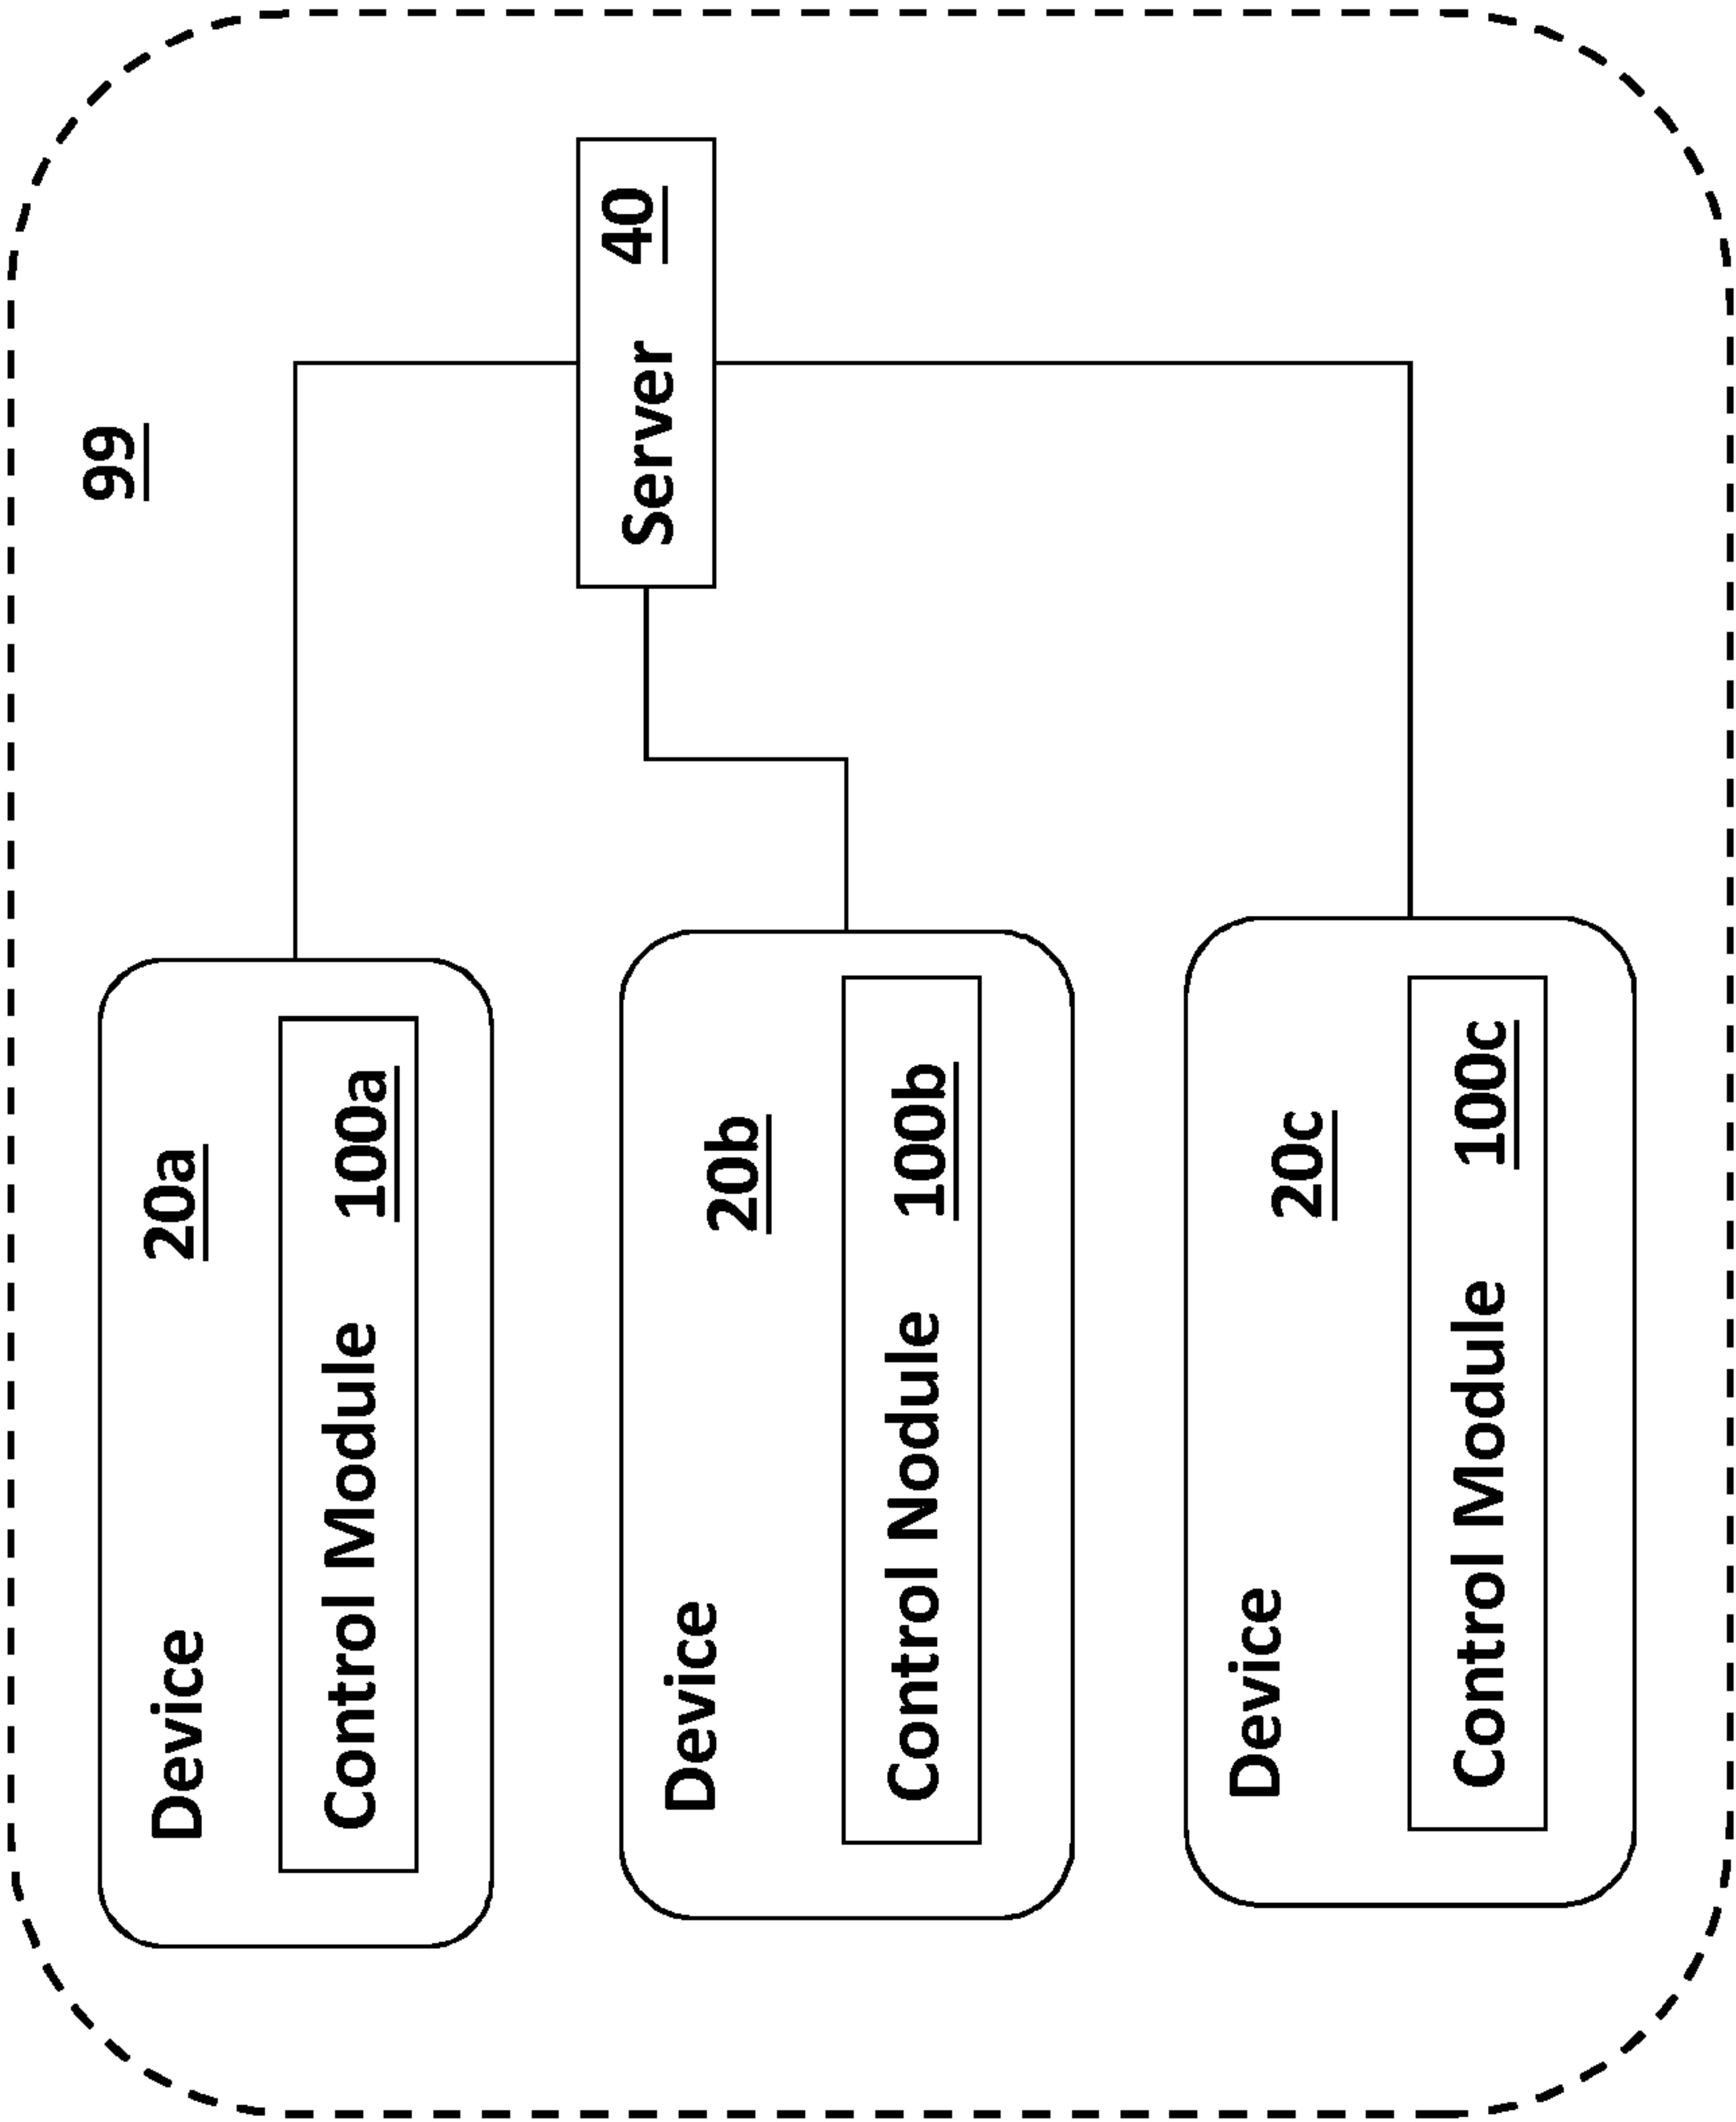 99
Device 20a
Control Module 100a
Server 40
Device 20b
Control Nodule 100b
Device 20c
Control Module 100c